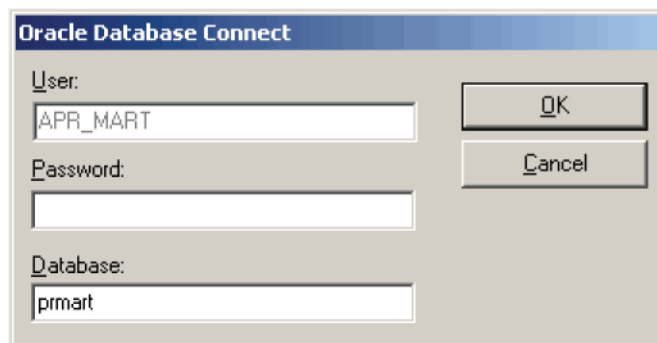 Oracle Database Connect
User:
APR_MART
OK
Cancel
Password:
Database:
prmart